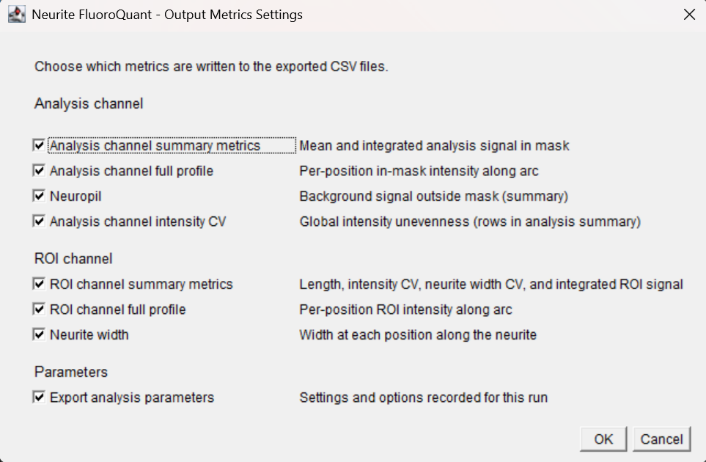 Neurite FluoroQuant - Output Metrics Settings
Choose which metrics are written to the exported CSV files.
Analysis channel
Analysis channel summary metrics Mean and integrated analysis signal in mask
Analysis channel full profile Per-position in-mask intensity along arc
Neuropil Background signal outside mask (summary)
Analysis channel intensity CV Global intensity unevenness (rows in analysis summary)
ROI channel
ROI channel summary metrics Length, intensity CV, neurite width CV, and integrated ROI signal
ROI channel full profile Per-position ROI intensity along arc
Neurite width Width at each position along the neurite
Parameters
Export analysis parameters Settings and options recorded for this run
OK Cancel